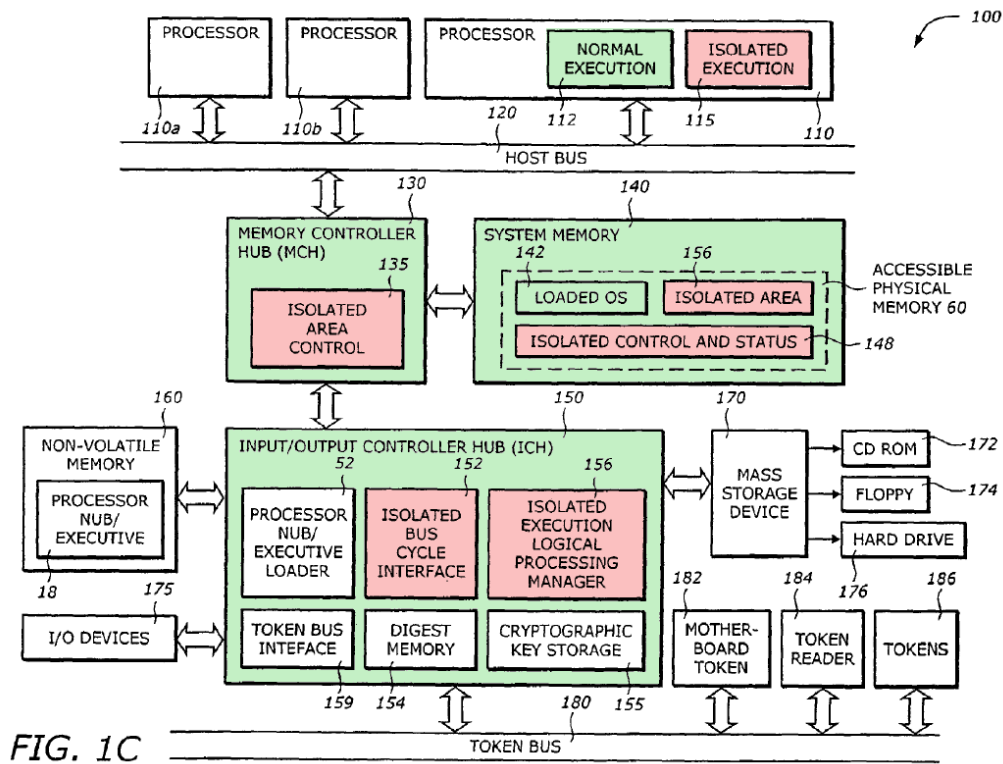 100
PROCESSOR
PROCESSOR
PROCESSOR
NORMAL
EXECUTION
ISOLATED
EXECUTION
110a
110b
120
112
115
110
HOST BUS
130
140
MEMORY CONTROLLER
HUB (MCH)
135
ISOLATED
AREA
CONTROL
SYSTEM MEMORY
142
156
LOADED OS
ISOLATED AREA
ISOLATED CONTROL AND STATUS
148
ACCESSIBLE
PHYSICAL
MEMORY 60
160
150
170
NON-VOLATILE
MEMORY
PROCESSOR
NUB/
EXECUTIVE
18
175
I/O DEVICES
INPUT/OUTPUT CONTROLLER HUB (ICH)
52
152
156
PROCESSOR
NUB/
EXECUTIVE
LOADER
ISOLATED
BUS
CYCLE
INTERFACE
ISOLATED
EXECUTION
LOGICAL
PROCESSING
MANAGER
TOKEN BUS
INTEFACE
DIGEST
MEMORY
CRYPTOGRAPHIC
KEY STORAGE
159
154
155
MASS
STORAGE
DEVICE
CD ROM
172
FLOPPY
174
HARD DRIVE
176
182
184
186
MOTHER-
BOARD
TOKEN
TOKEN
READER
TOKENS
180
TOKEN BUS
FIG. 1C